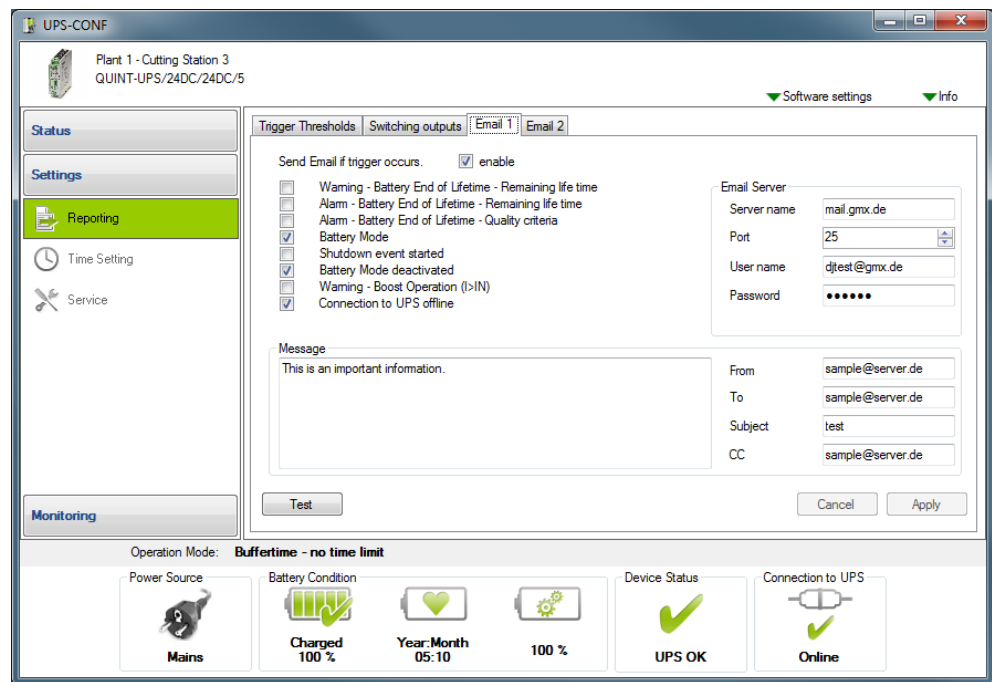 UPS-CONF
Plant 1 - Cutting Station 3
QUINT-UPS/24DC/24DC/5
Software settings
Info
Status
Settings
Reporting
Time Setting
Service
Monitoring
Trigger Thresholds
Switching outputs
Email 1
Email 2
Send Email if trigger occurs.
enable
Warning - Battery End of Lifetime - Remaining life time
Alarm - Battery End of Lifetime - Remaining life time
Alarm - Battery End of Lifetime - Quality criteria
Battery Mode
Shutdown event started
Battery Mode deactivated
Warning - Boost Operation (I>IN)
Connection to UPS offline
Email Server
Server name
mail.gmx.de
Port
25
User name
djtest@gmx.de
Password
●●●●●●
Message
This is an important information.
From
sample@server.de
To
sample@server.de
Subject
test
CC
sample@server.de
Test
Cancel
Apply
Operation Mode: Buffertime - no time limit
Power Source
Mains
Battery Condition
Charged
100 %
Year:Month
05:10
100 %
Device Status
UPS OK
Connection to UPS
Online